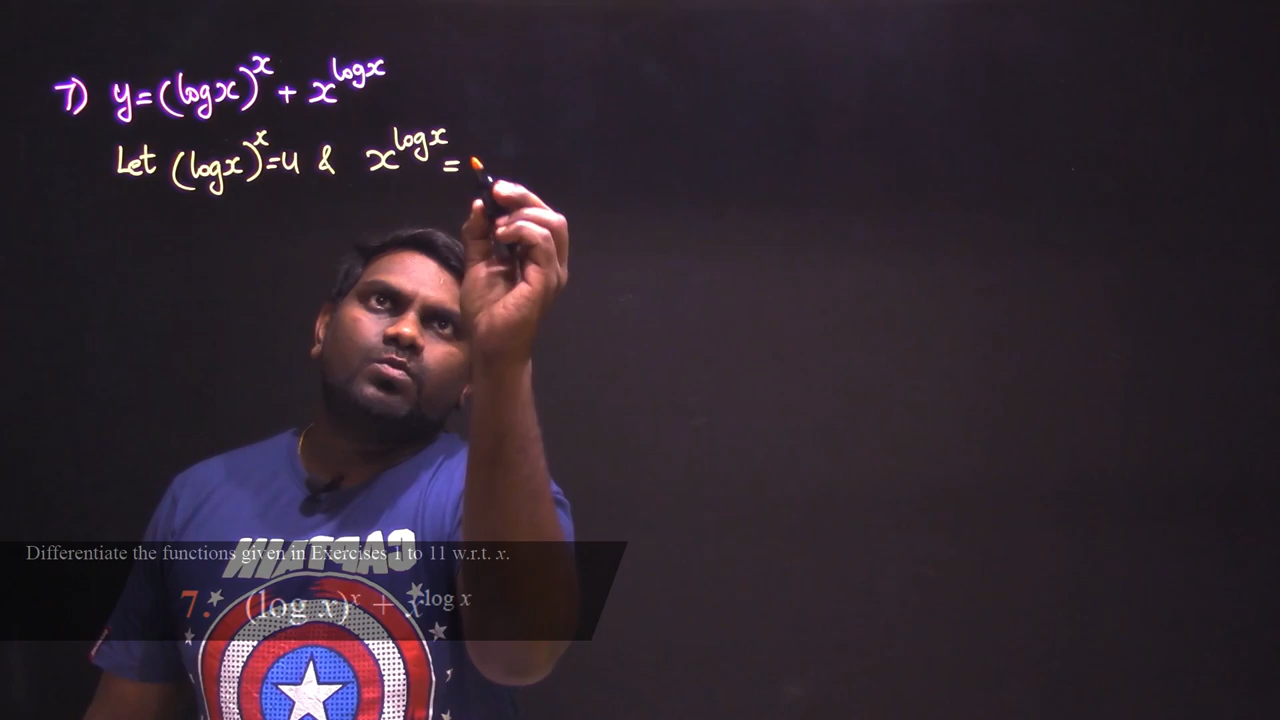 7) y = (log x)^x + x^{log x}
Let (log x)^x = u & x^{log x} =
Differentiate the functions given in Exercises 1 to 11 w.r.t. x.
CAPTAIN
7. (log x)^x + x^{log x}